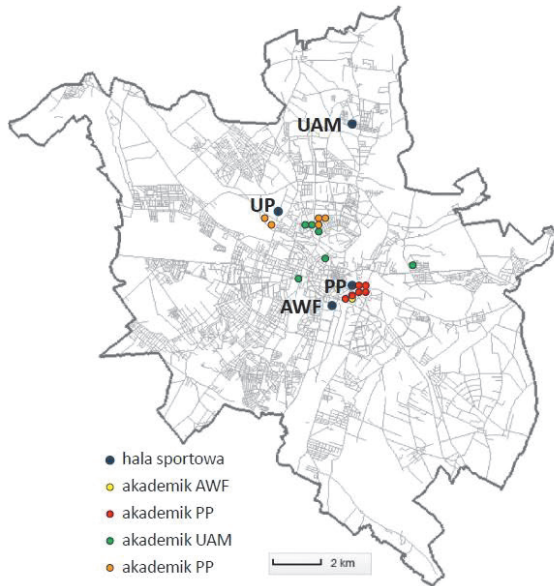 UAM
UP
PP
AWF
hala sportowa
akademik AWF
akademik PP
akademik UAM
akademik PP
2 km